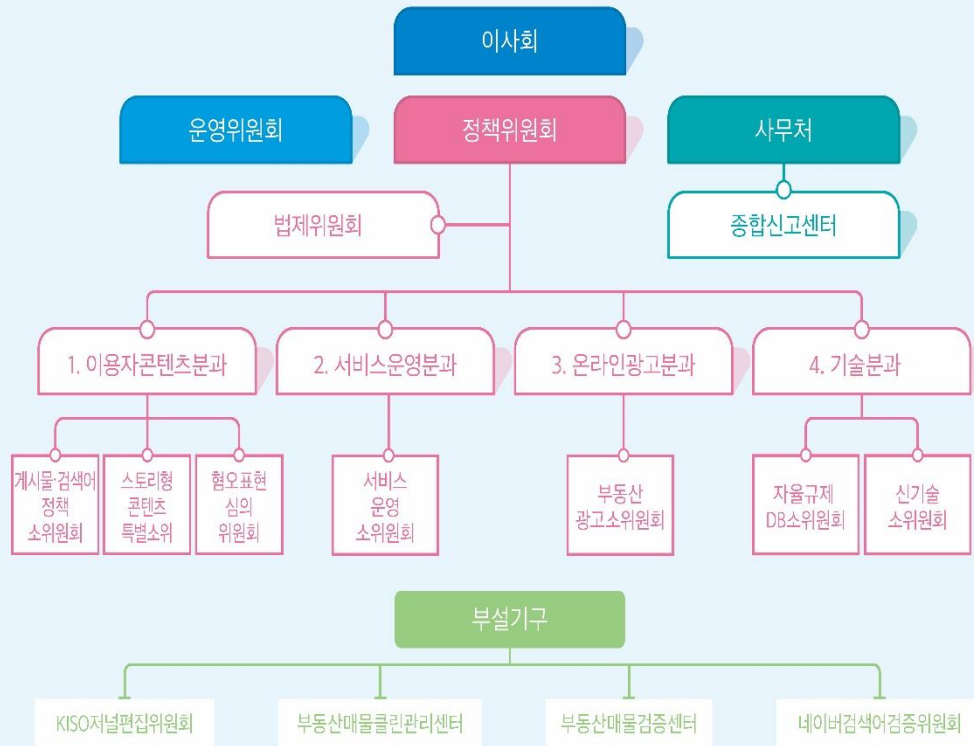 이사회
운영위원회
정책위원회
사무처
법제위원회
종합신고센터
1. 이용자콘텐츠분과
2. 서비스운영분과
3. 온라인광고분과
4. 기술분과
게시물·검색어
정책
소위원회
스토리형
콘텐츠
특별소위
혐오표현
심의
위원회
서비스
운영
소위원회
부동산
광고소위원회
자율규제
DB소위원회
신기술
소위원회
부설기구
KISO저널편집위원회
부동산매물클린관리센터
부동산매물검증센터
네이버검색어검증위원회